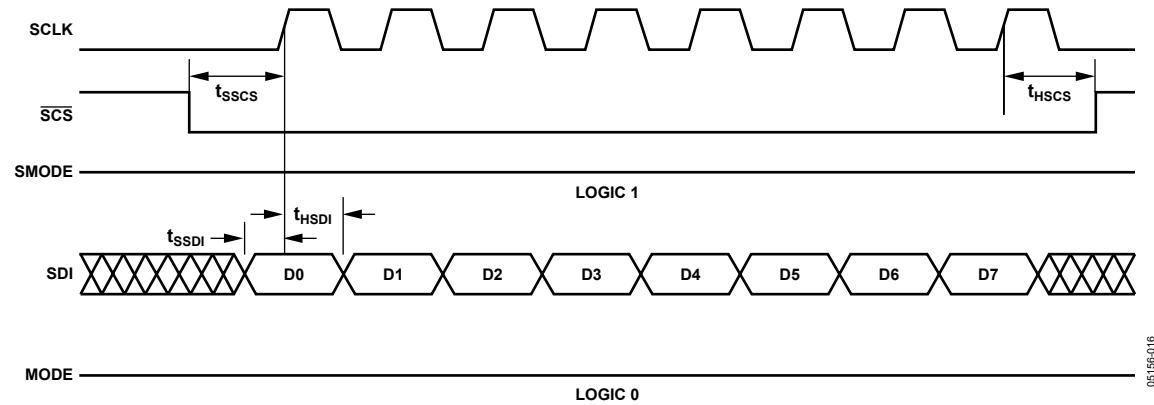 SCLK
tSSCS
tHSCS
SCS
SMODE
LOGIC 1
tHSDI
tSSDI
SDI
D0 D1 D2 D3 D4 D5 D6 D7
MODE
LOGIC 0
05156-016